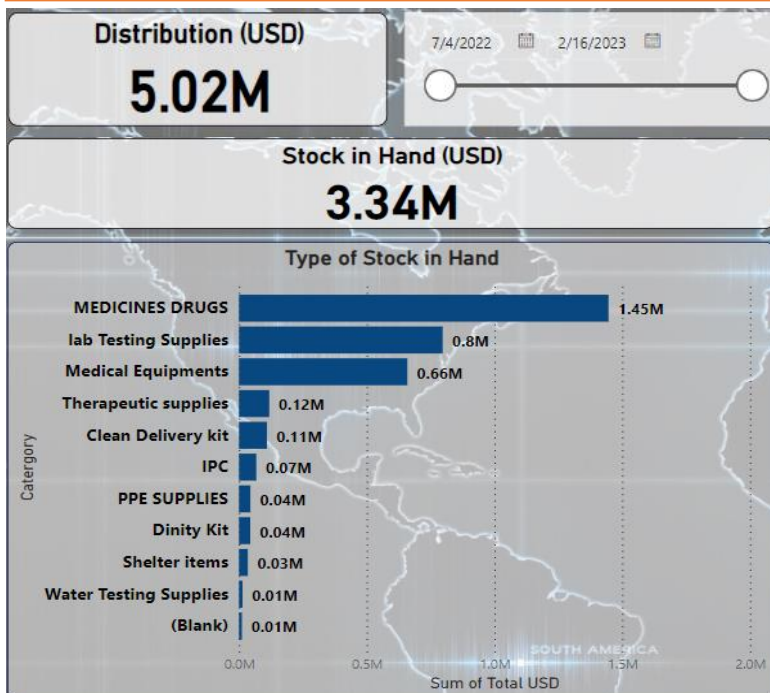 Distribution (USD)
5.02M
7/4/2022 2/16/2023
Stock in Hand (USD)
3.34M
Type of Stock in Hand
Catergory
MEDICINES DRUGS 1.45M
lab Testing Supplies 0.8M
Medical Equipments 0.66M
Therapeutic supplies 0.12M
Clean Delivery kit 0.11M
IPC 0.07M
PPE SUPPLIES 0.04M
Dinity Kit 0.04M
Shelter items 0.03M
Water Testing Supplies 0.01M
(Blank) 0.01M
SOUTH AMERICA
0.0M 0.5M 1.0M 1.5M 2.0M
Sum of Total USD